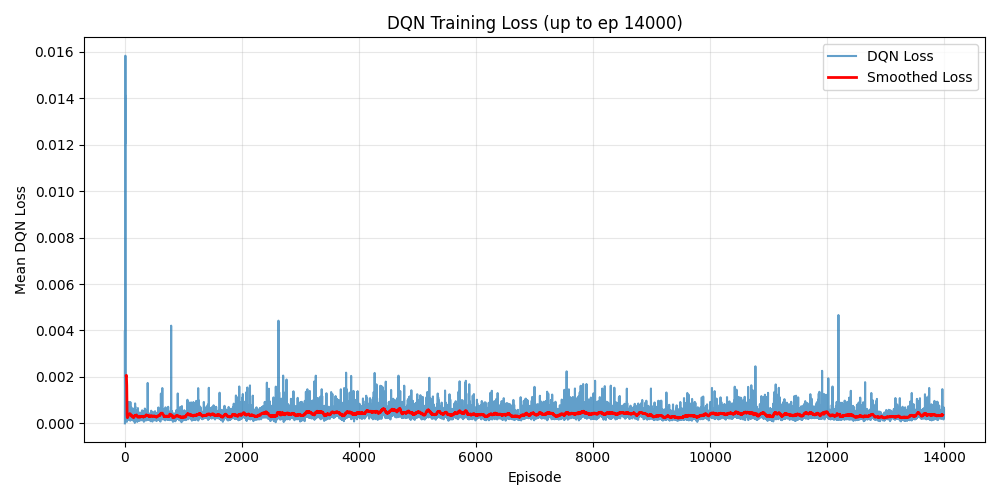 DQN Training Loss (up to ep 14000)
DQN Loss
Smoothed Loss
0.016
0.014
0.012
0.010
0.008
0.006
0.004
0.002
0.000
Mean DQN Loss
0 2000 4000 6000 8000 10000 12000 14000
Episode